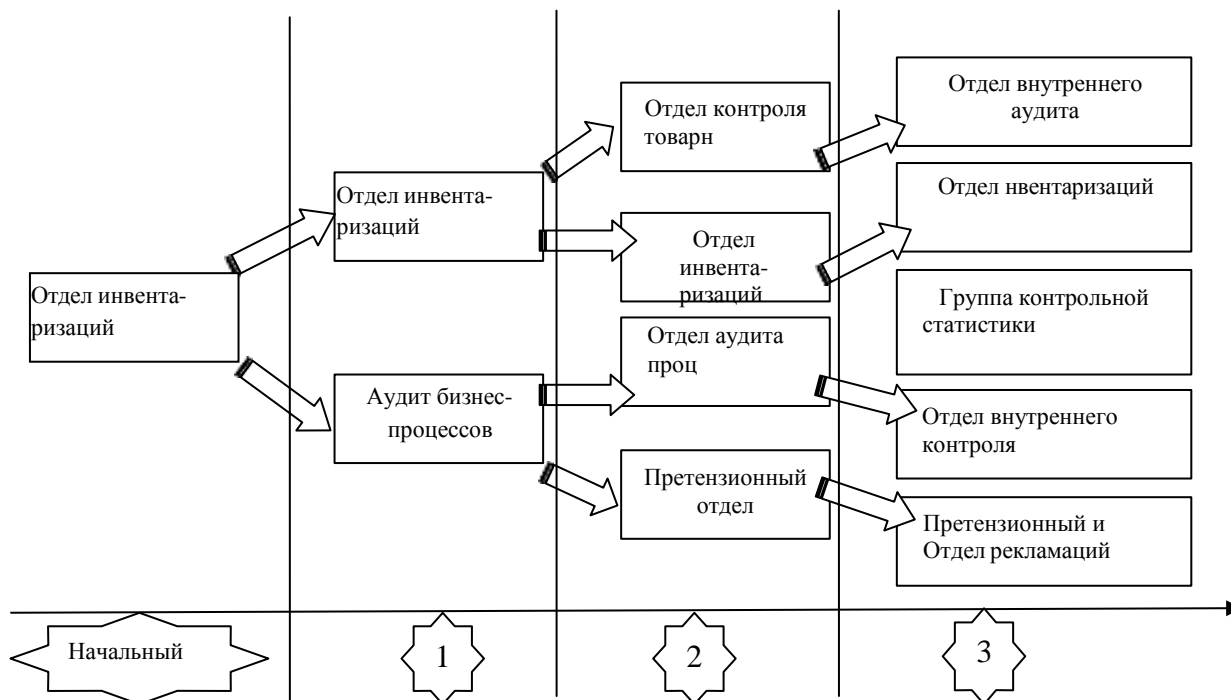 Отдел инвента-
ризаций
Отдел инвента-
ризаций
Аудит бизнес-
процессов
Отдел контроля
товарн
Отдел
инвента-
ризаций
Отдел аудита
проц
Претензионный
отдел
Отдел внутреннего
аудита
Отдел нвентаризаций
Группа контрольной
статистики
Отдел внутреннего
контроля
Претензионный и
Отдел рекламаций
Начальный
1
2
3